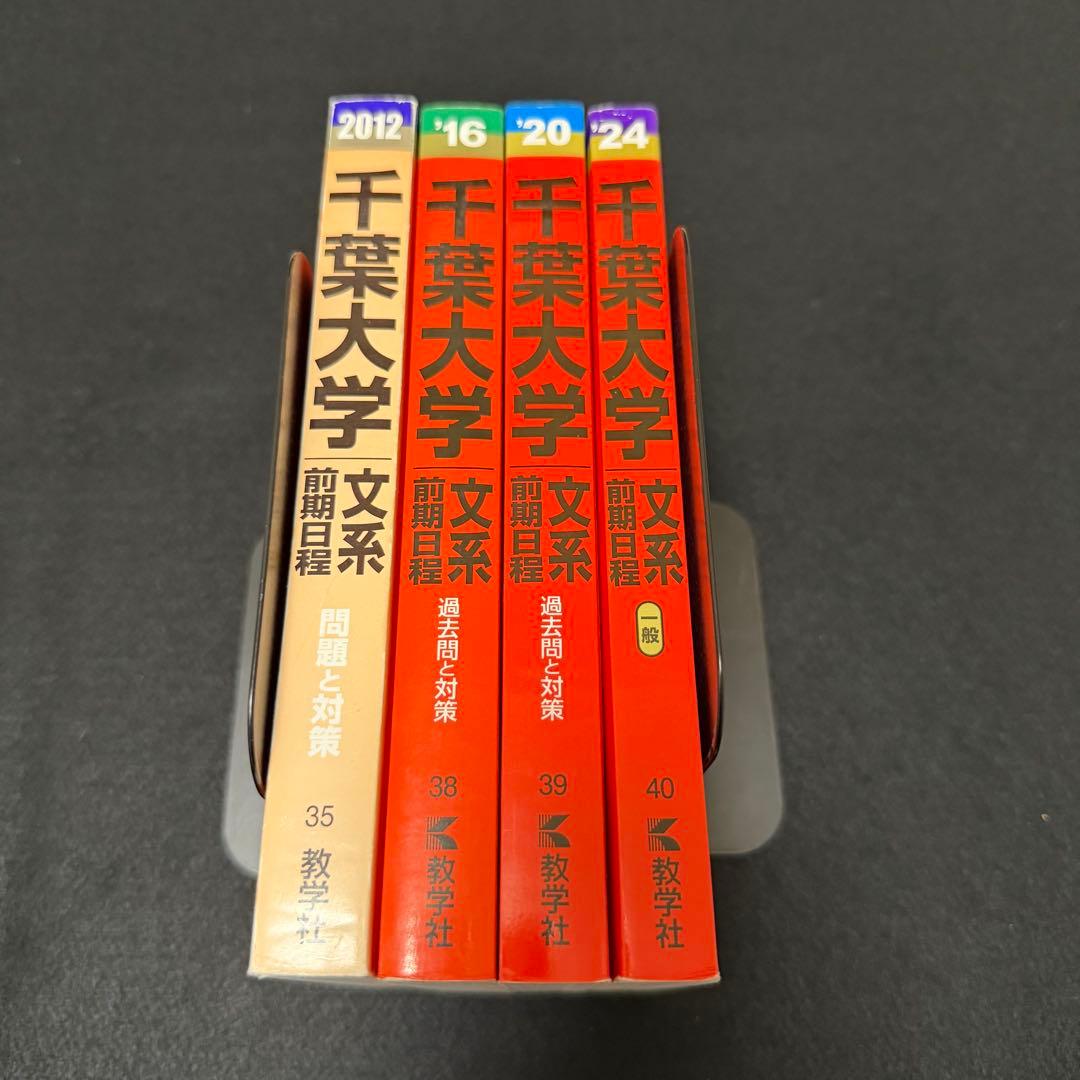 2012
千葉大学
文系
前期日程
問題と対策
35
教学社
'16
千葉大学
文系
前期日程
過去問と対策
38
K
教学社
'20
千葉大学
文系
前期日程
過去問と対策
39
K
教学社
'24
千葉大学
文系
前期日程
一般
40
K
教学社